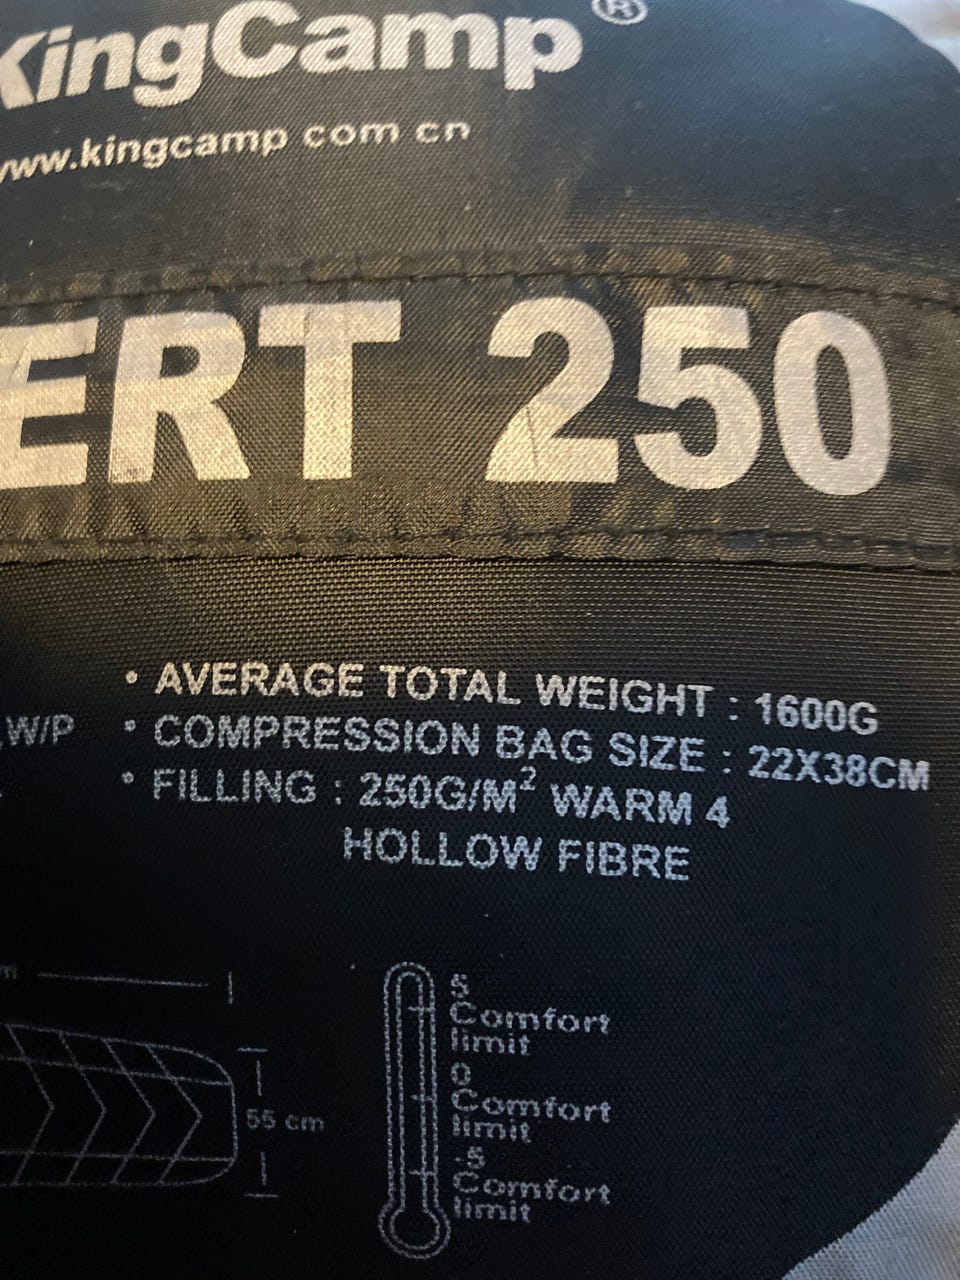 KingCamp®
www.kingcamp com cn
ERT 250
• AVERAGE TOTAL WEIGHT : 1600G
W/P • COMPRESSION BAG SIZE : 22X38CM
• FILLING : 250G/M² WARM 4
HOLLOW FIBRE
5
Comfort
limit
0
Comfort
limit
-5
Comfort
limit
55 cm